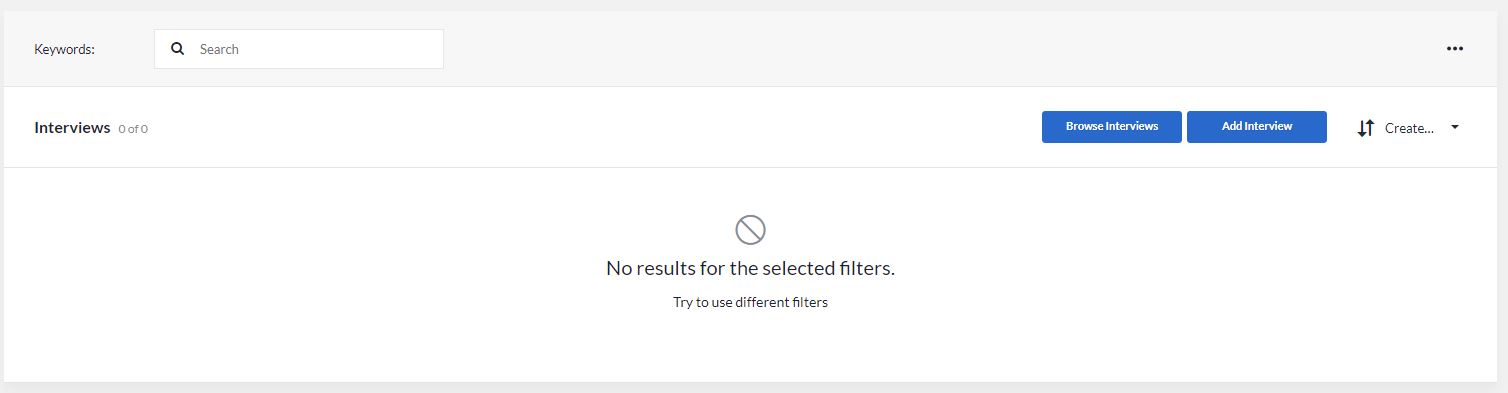 Keywords:
Search
Interviews 0 of 0
Browse Interviews
Add Interview
Create...
No results for the selected filters.
Try to use different filters